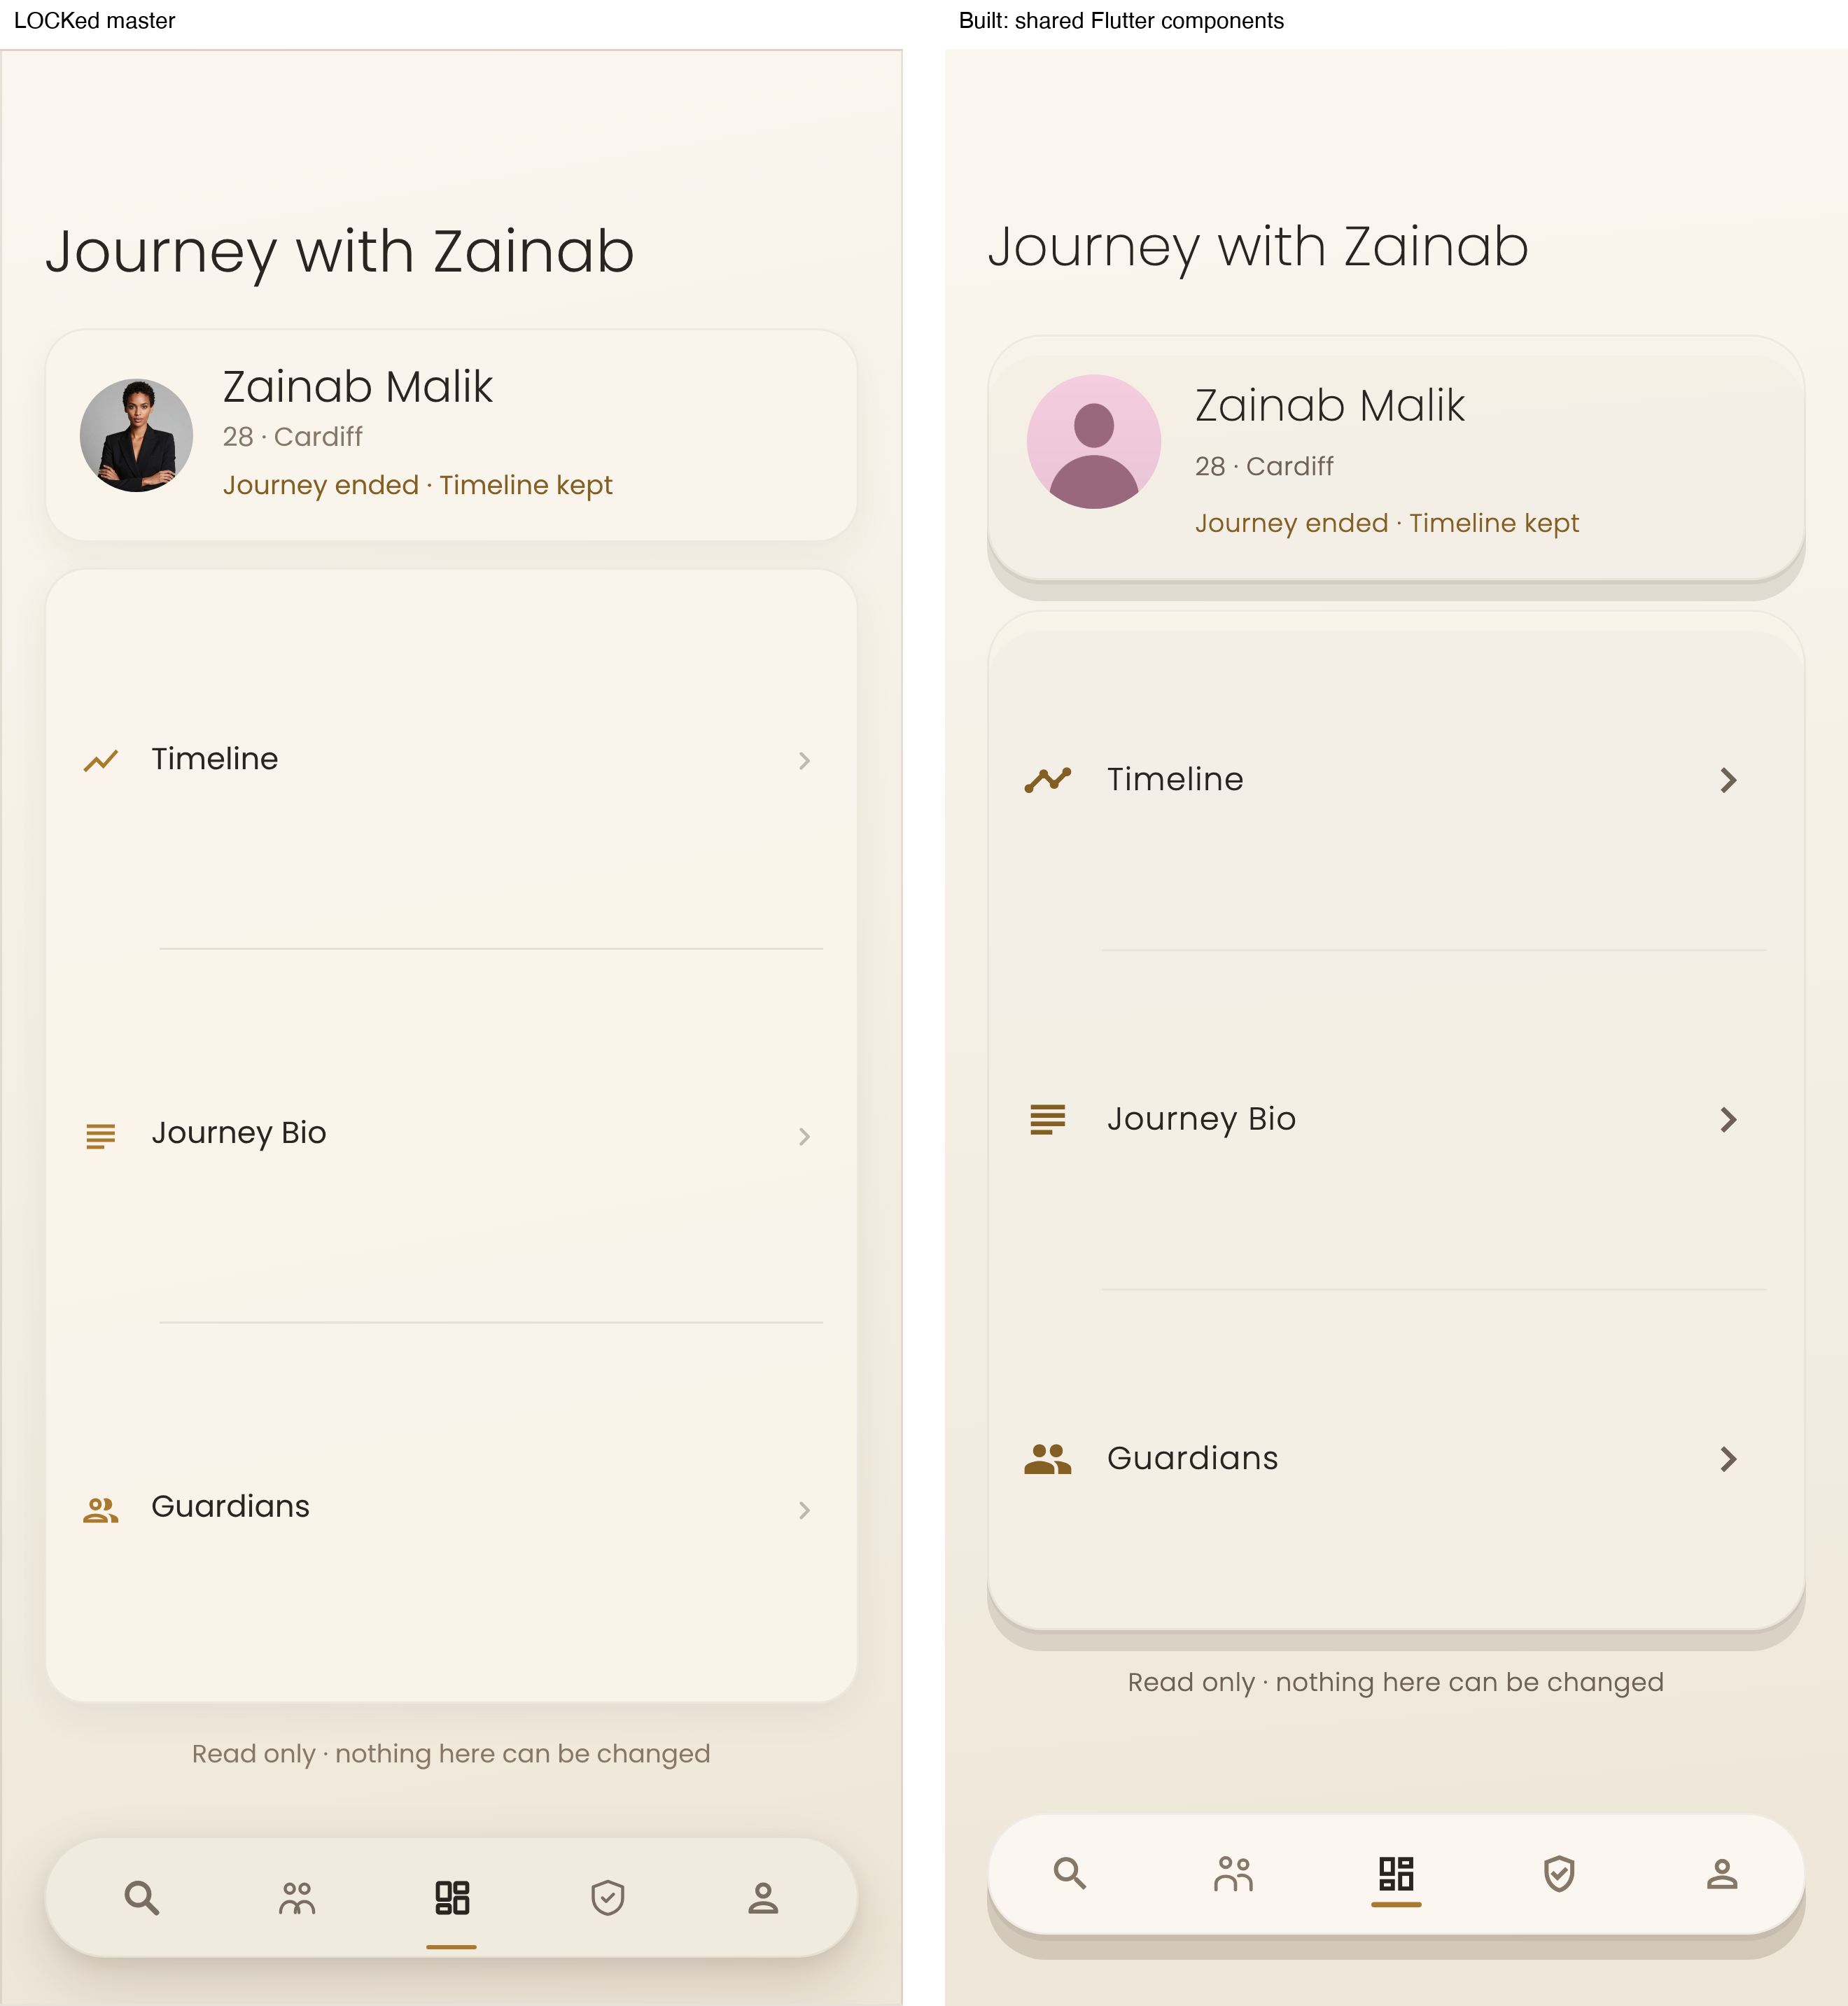 LOCKed master
Journey with Zainab
Zainab Malik
28 · Cardiff
Journey ended · Timeline kept
Timeline
Journey Bio
Guardians
Read only · nothing here can be changed
Built: shared Flutter components
Journey with Zainab
Zainab Malik
28 · Cardiff
Journey ended · Timeline kept
Timeline
Journey Bio
Guardians
Read only · nothing here can be changed